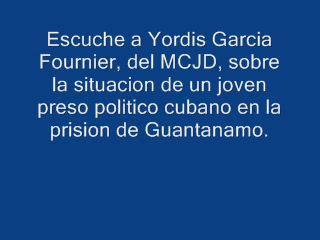 Escuche a Yordis Garcia
Fournier, del MCJD, sobre
la situacion de un joven
preso politico cubano en la
prision de Guantanamo.